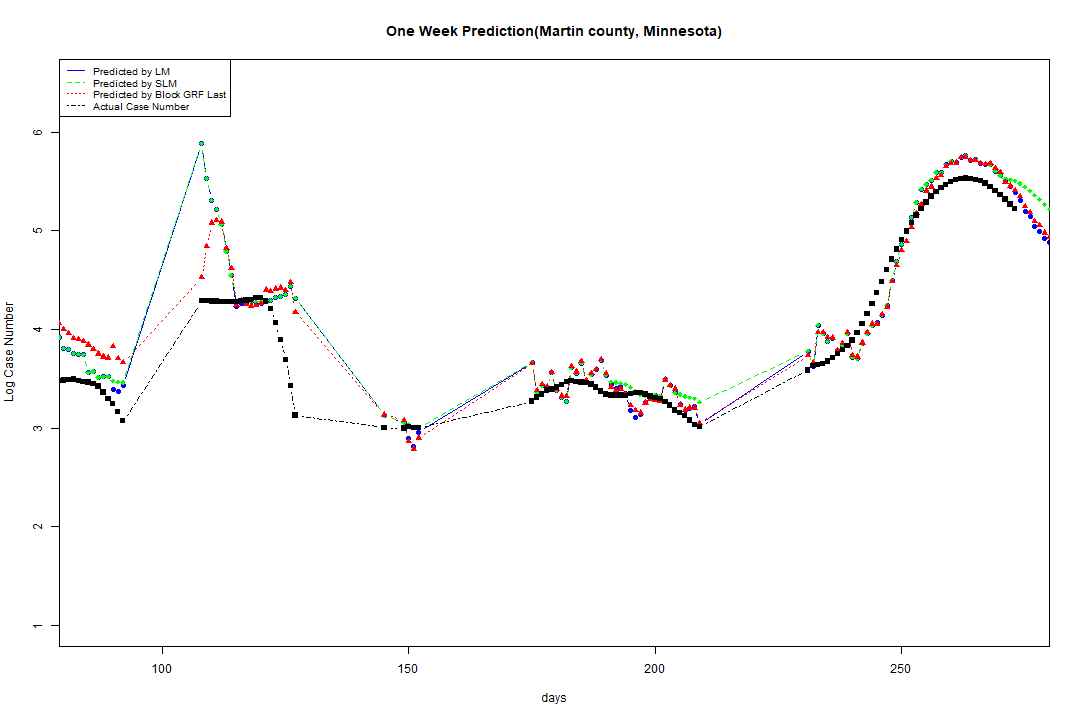 One Week Prediction(Martin county, Minnesota)
Predicted by LM
Predicted by SLM
Predicted by Block GRF Last
Actual Case Number
6
5
4
3
2
1
Log Case Number
100
150
200
250
days